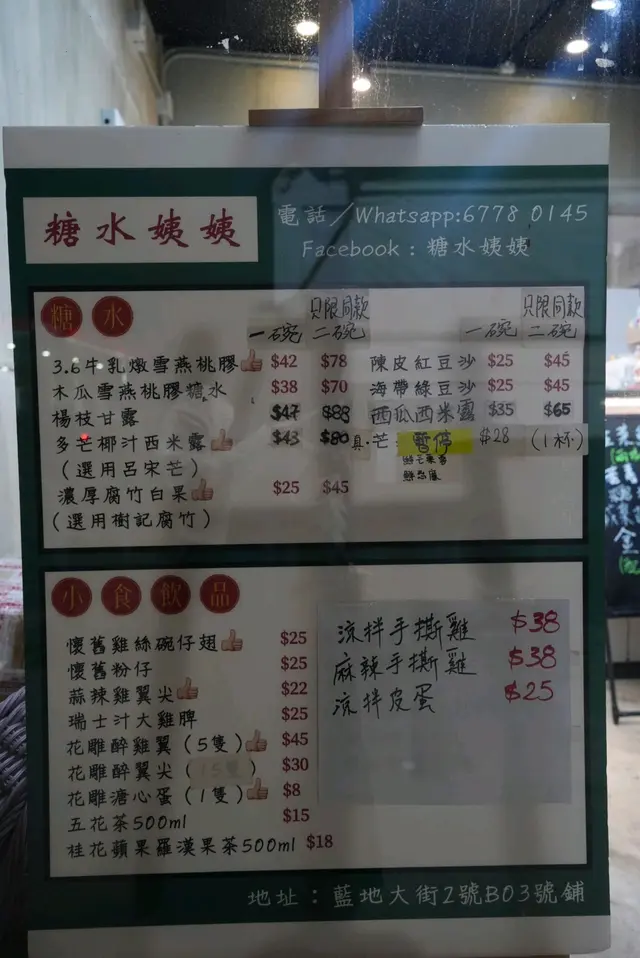 糖水姨姨
電話/Whatsapp:6778 0145
Facebook:糖水姨姨
糖水
一碗 只限同款二碗
3.6牛乳燉雪燕桃膠 $42 $78
木瓜雪燕桃膠糖水 $38 $70
楊枝甘露 $47 $88
多芒椰汁西米露 $43 $80
(選用呂宋芒)
濃厚腐竹白果 $25 $45
(選用樹記腐竹)
一碗 只限同款二碗
陳皮紅豆沙 $25 $45
海帶綠豆沙 $25 $45
西瓜西米露 $35 $65
真.芒 暫停 $28 (1杯)
小食飲品
懷舊雞絲碗仔翅 $25
懷舊粉仔 $25
蒜辣雞翼尖 $22
瑞士汁大雞髀 $25
花雕醉雞翼(5隻) $45
花雕醉翼尖(15隻) $30
花雕溏心蛋(1隻) $8
五花茶500ml $15
桂花蘋果羅漢果茶500ml $18
涼拌手撕雞 $38
麻辣手撕雞 $38
涼拌皮蛋 $25
地址:藍地大街2號B03號鋪